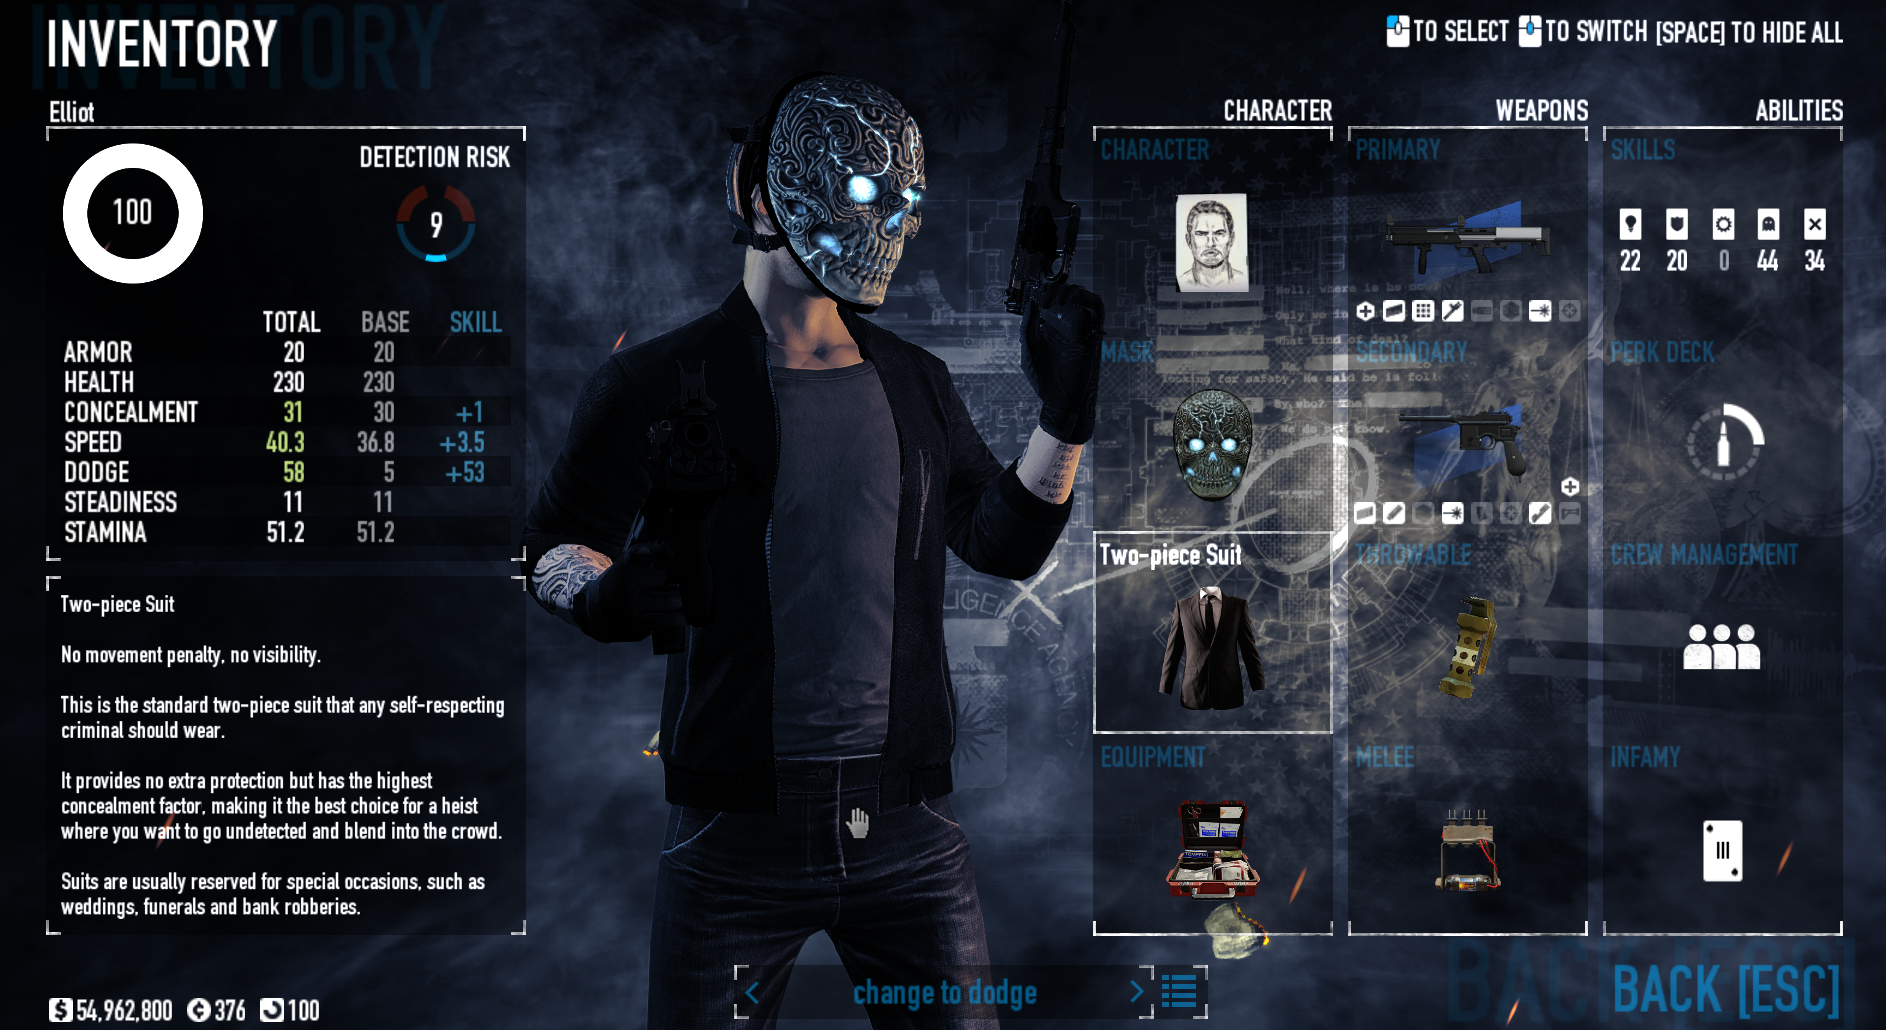 INVENTORY
TO SELECT TO SWITCH [SPACE] TO HIDE ALL
Elliot
100
DETECTION RISK
9
TOTAL BASE SKILL
ARMOR 20 20
HEALTH 230 230
CONCEALMENT 31 30 +1
SPEED 40.3 36.8 +3.5
DODGE 58 5 +53
STEADINESS 11 11
STAMINA 51.2 51.2
Two-piece Suit
No movement penalty, no visibility.
This is the standard two-piece suit that any self-respecting
criminal should wear.
It provides no extra protection but has the highest
concealment factor, making it the best choice for a heist
where you want to go undetected and blend into the crowd.
Suits are usually reserved for special occasions, such as
weddings, funerals and bank robberies.
CHARACTER
CHARACTER
MASK
Two-piece Suit
EQUIPMENT
WEAPONS
PRIMARY
SECONDARY
THROWABLE
MELEE
ABILITIES
SKILLS
22 20 0 44 34
PERK DECK
CREW MANAGEMENT
INFAMY
III
change to dodge
54,962,800 376 100
BACK [ESC]